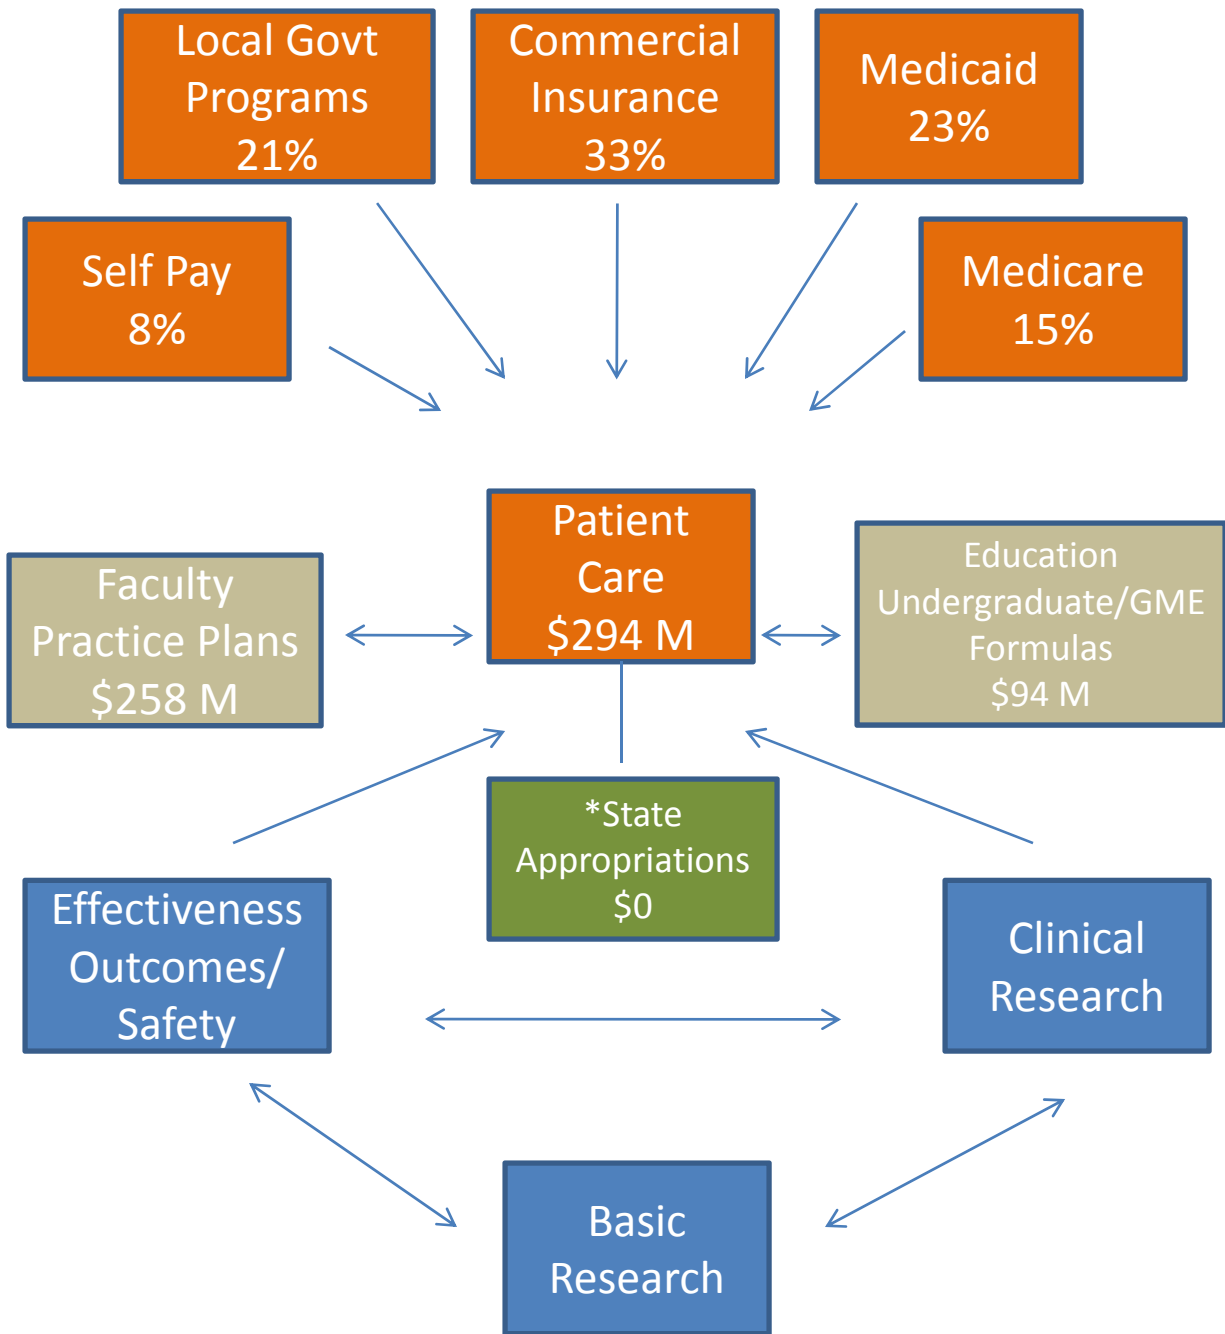 Local Govt
Programs
21%
Commercial
Insurance
33%
Medicaid
23%
Self Pay
8%
Medicare
15%
Patient
Care
$294 M
Faculty
Practice Plans
$258 M
Education
Undergraduate/GME
Formulas
$94 M
*State
Appropriations
$0
Effectiveness
Outcomes/
Safety
Clinical
Research
Basic
Research